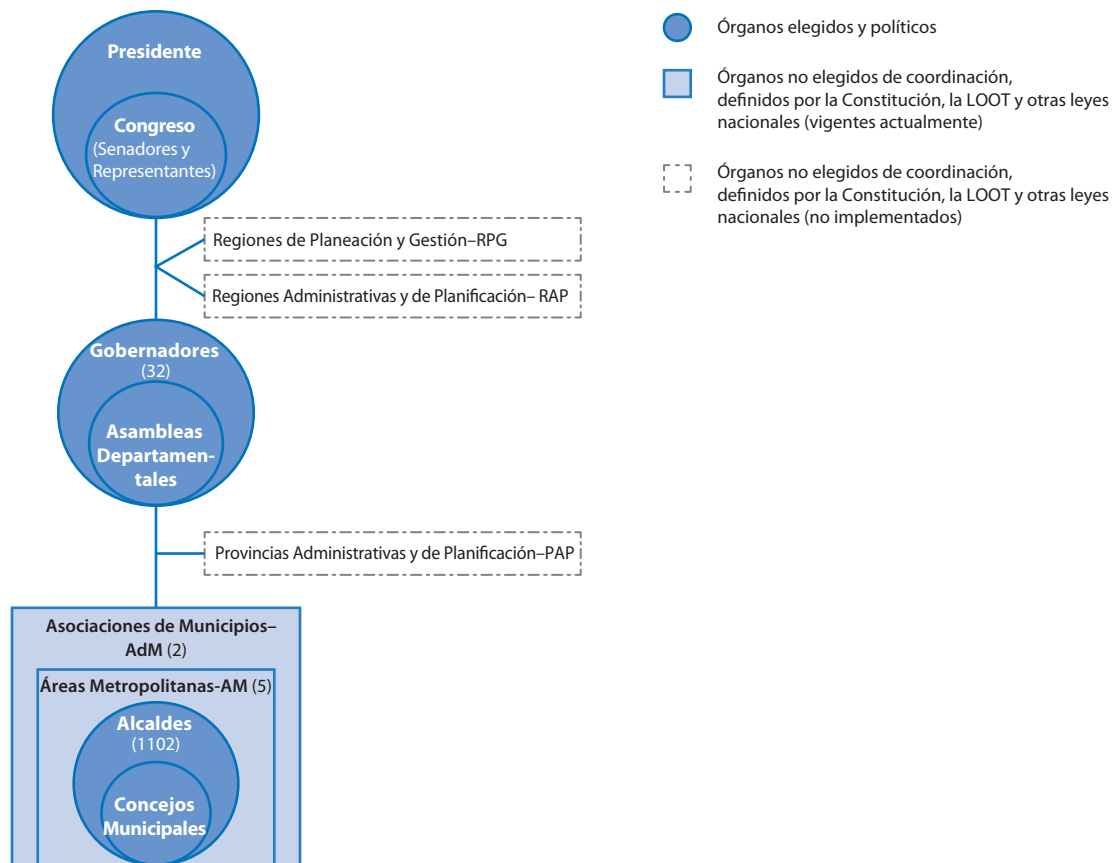 Presidente
Congreso
(Senadores y
Representantes)
Regiones de Planeación y Gestión–RPG
Regiones Administrativas y de Planificación– RAP
Gobernadores
(32)
Asambleas
Departamen-
tales
Provincias Administrativas y de Planificación–PAP
Asociaciones de Municipios–
AdM (2)
Áreas Metropolitanas-AM (5)
Alcaldes
(1102)
Concejos
Municipales
Órganos elegidos y políticos
Órganos no elegidos de coordinación,
definidos por la Constitución, la LOOT y otras leyes
nacionales (vigentes actualmente)
Órganos no elegidos de coordinación,
definidos por la Constitución, la LOOT y otras leyes
nacionales (no implementados)